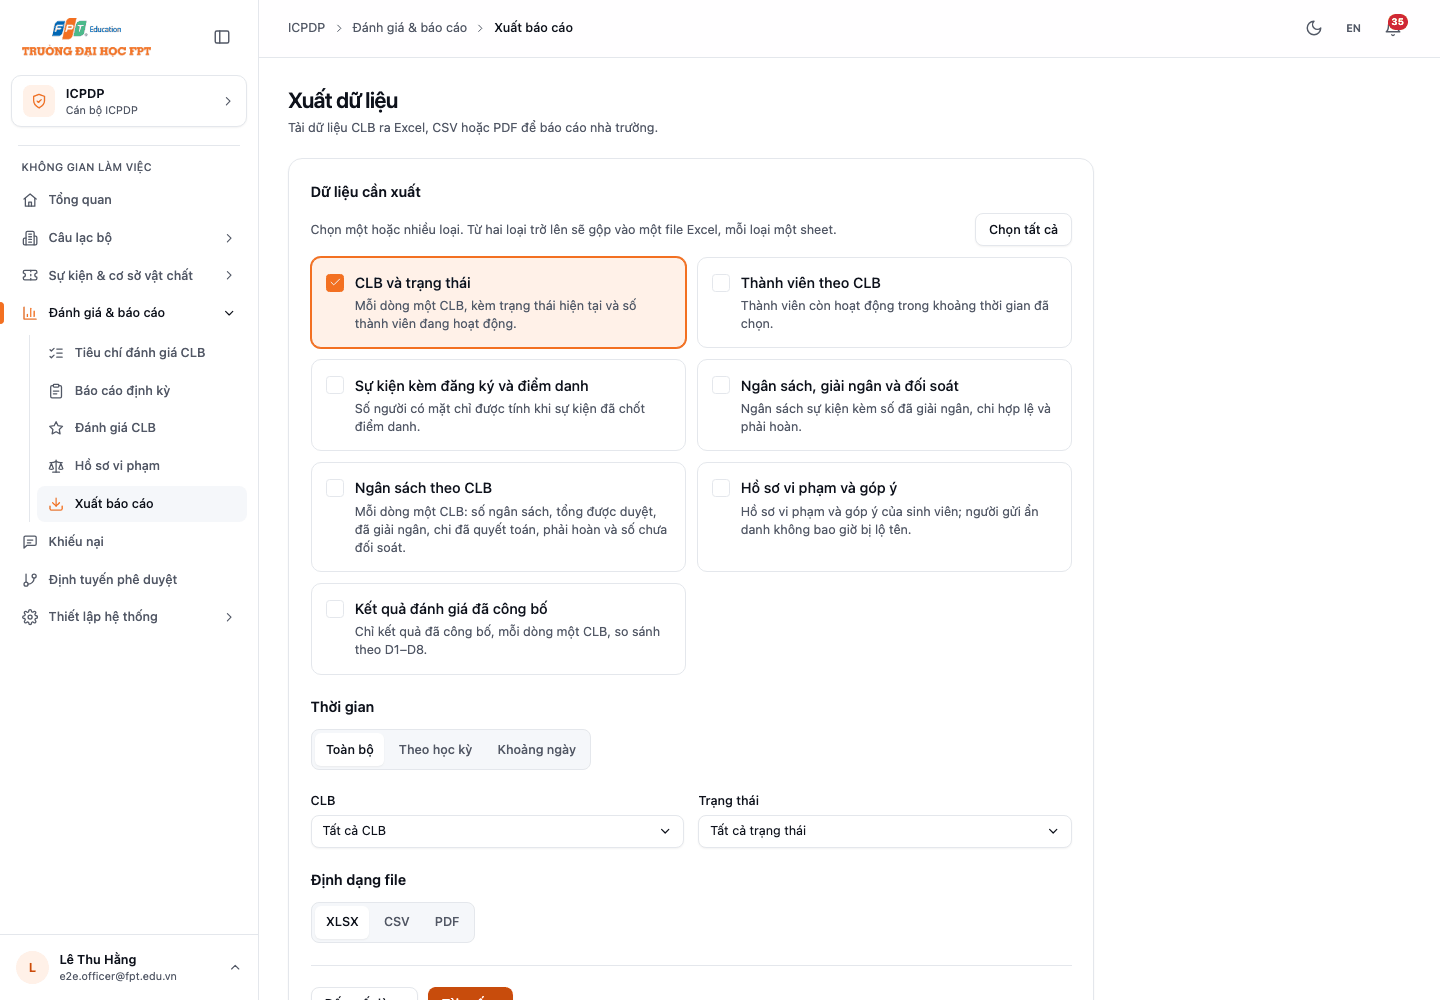 FPT Education
TRƯỜNG ĐẠI HỌC FPT
ICPDP
Cán bộ ICPDP
KHÔNG GIAN LÀM VIỆC
Tổng quan
Câu lạc bộ
Sự kiện & cơ sở vật chất
Đánh giá & báo cáo
Tiêu chí đánh giá CLB
Báo cáo định kỳ
Đánh giá CLB
Hồ sơ vi phạm
Xuất báo cáo
Khiếu nại
Định tuyến phê duyệt
Thiết lập hệ thống
L
Lê Thu Hằng
e2e.officer@fpt.edu.vn
ICPDP > Đánh giá & báo cáo > Xuất báo cáo
EN
35
Xuất dữ liệu
Tải dữ liệu CLB ra Excel, CSV hoặc PDF để báo cáo nhà trường.
Dữ liệu cần xuất
Chọn một hoặc nhiều loại. Từ hai loại trở lên sẽ gộp vào một file Excel, mỗi loại một sheet.
Chọn tất cả
CLB và trạng thái
Mỗi dòng một CLB, kèm trạng thái hiện tại và số
thành viên đang hoạt động.
Thành viên theo CLB
Thành viên còn hoạt động trong khoảng thời gian đã
chọn.
Sự kiện kèm đăng ký và điểm danh
Số người có mặt chỉ được tính khi sự kiện đã chốt
điểm danh.
Ngân sách, giải ngân và đối soát
Ngân sách sự kiện kèm số đã giải ngân, chi hợp lệ và
phải hoàn.
Ngân sách theo CLB
Mỗi dòng một CLB: số ngân sách, tổng được duyệt,
đã giải ngân, chi đã quyết toán, phải hoàn và số chưa
đối soát.
Hồ sơ vi phạm và góp ý
Hồ sơ vi phạm và góp ý của sinh viên; người gửi ẩn
danh không bao giờ bị lộ tên.
Kết quả đánh giá đã công bố
Chỉ kết quả đã công bố, mỗi dòng một CLB, so sánh
theo D1–D8.
Thời gian
Toàn bộ
Theo học kỳ
Khoảng ngày
CLB
Tất cả CLB
Trạng thái
Tất cả trạng thái
Định dạng file
XLSX
CSV
PDF